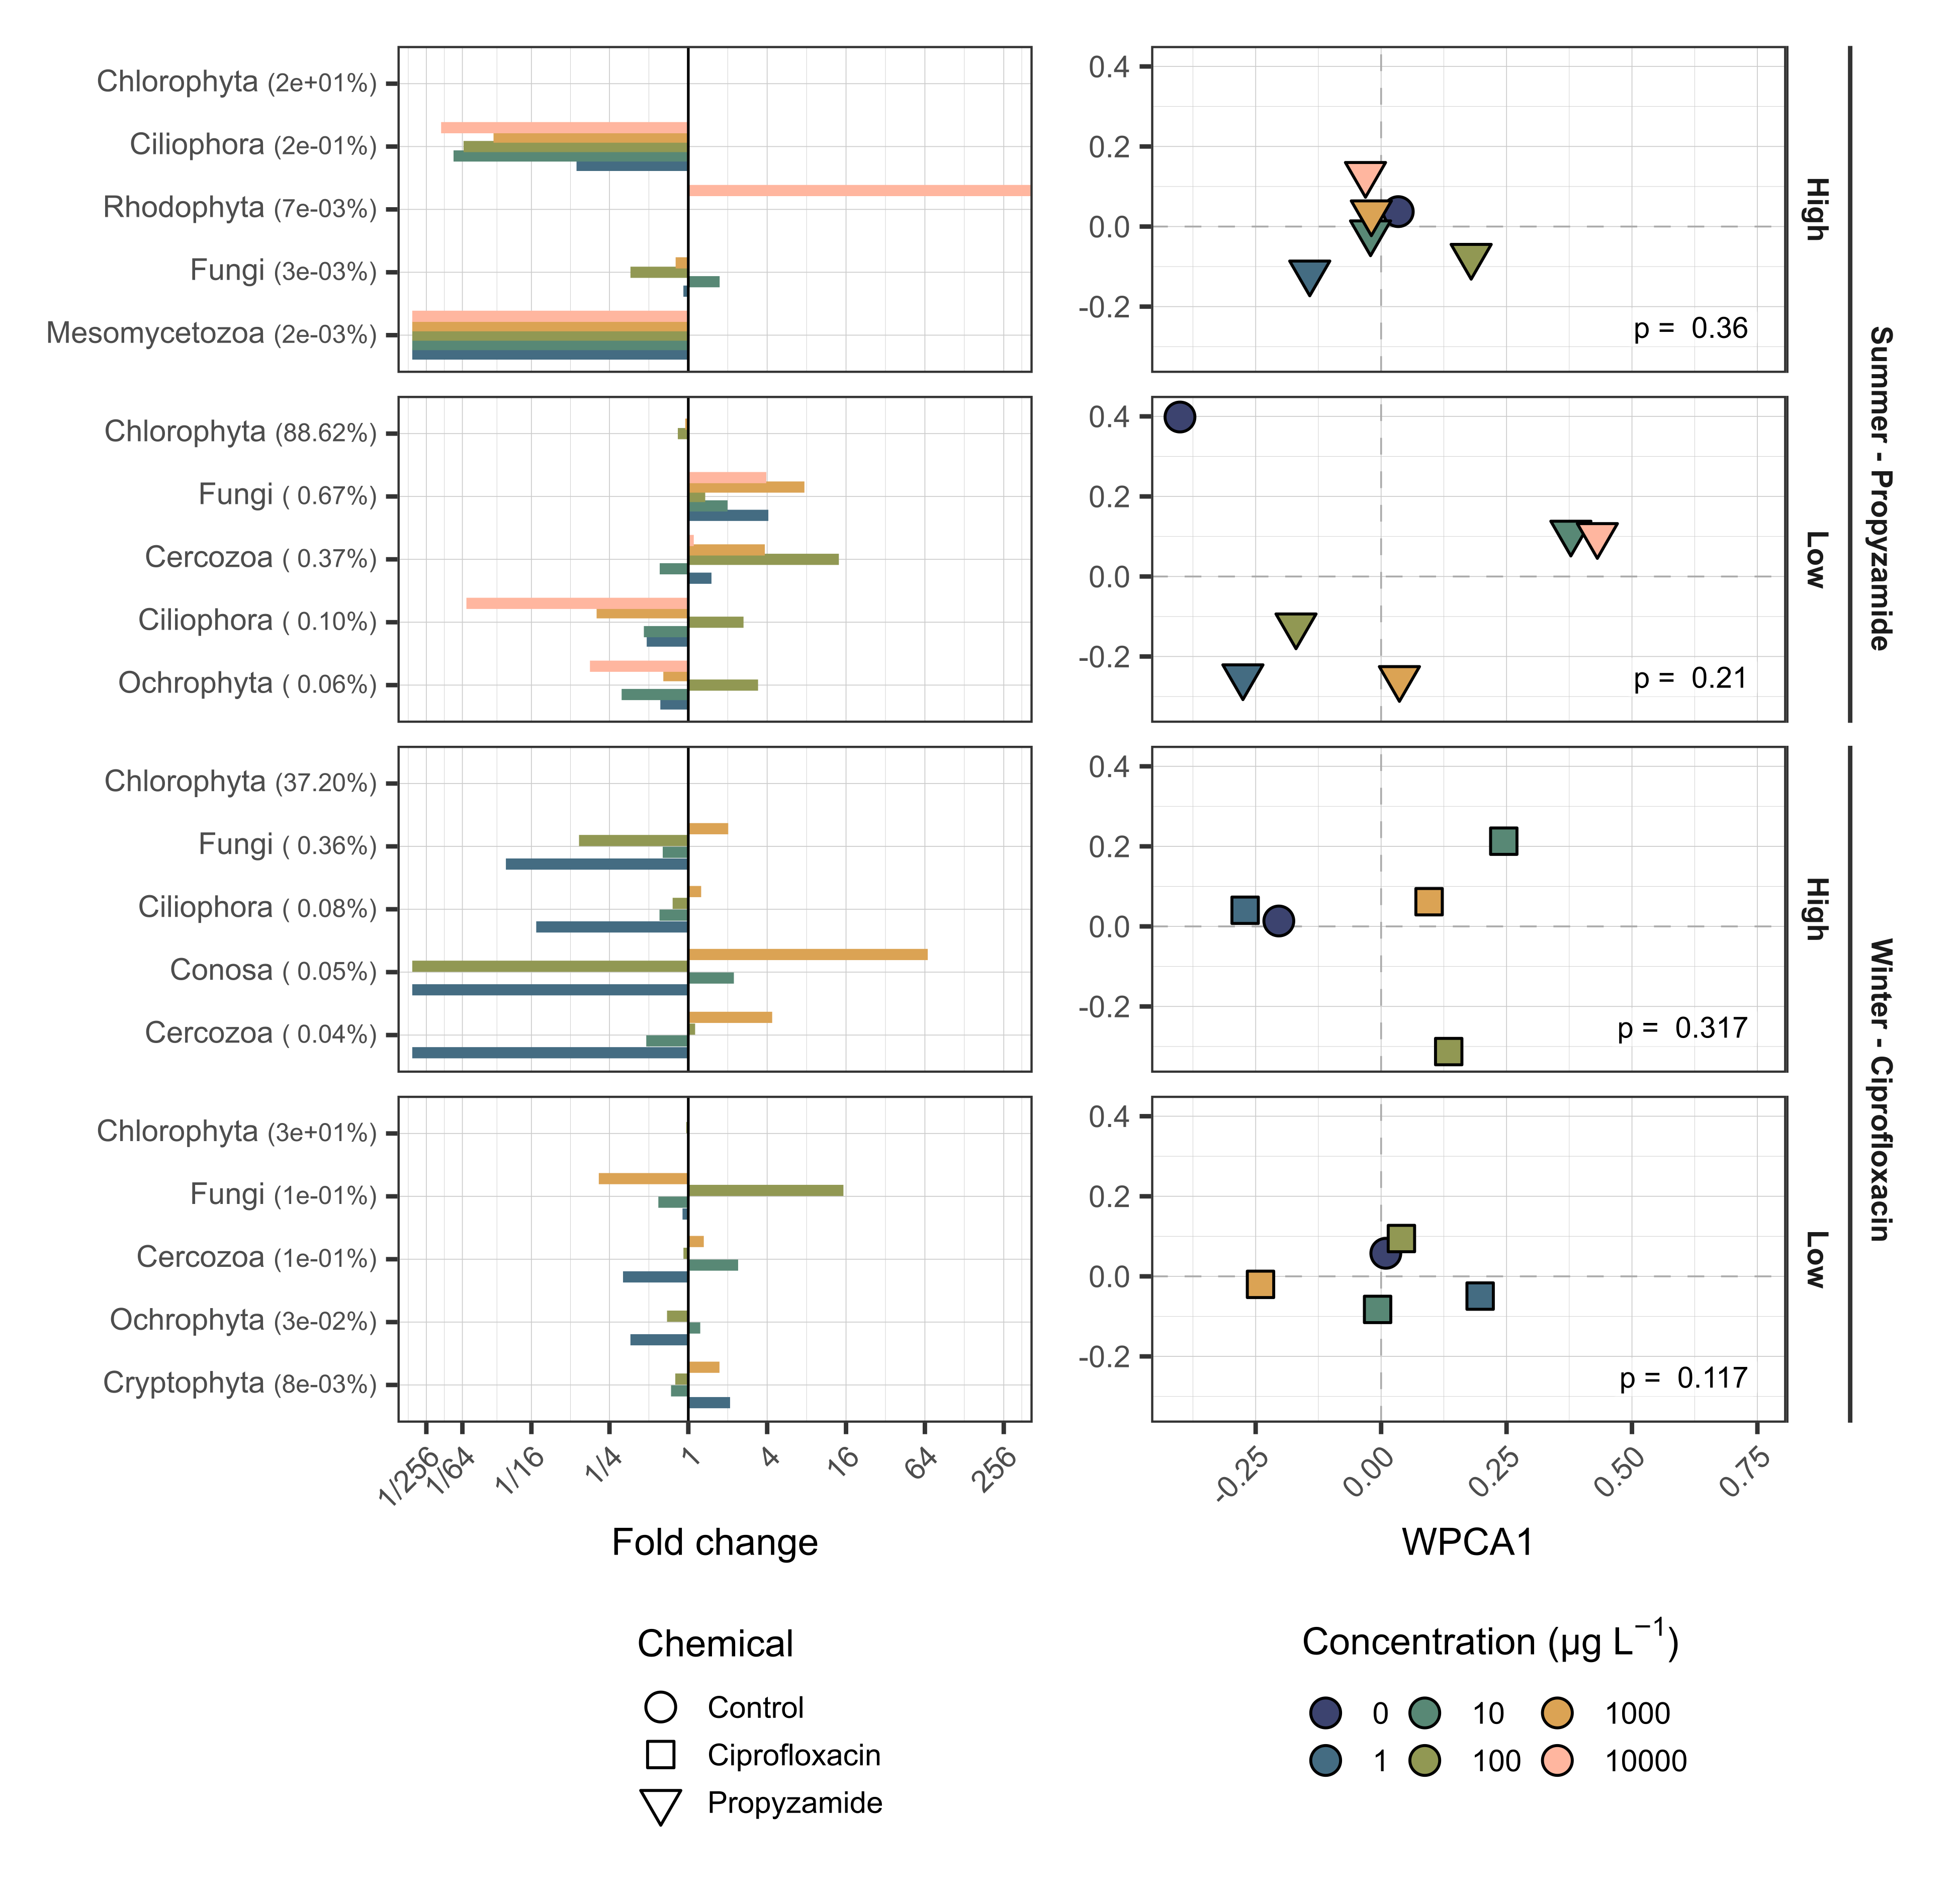 Chlorophyta (2e+01%)
Ciliophora (2e-01%)
Rhodophyta (7e-03%)
Fungi (3e-03%)
Mesomycetozoa (2e-03%)
0.4
0.2
0.0
-0.2
p = 0.36
High
Chlorophyta (88.62%)
Fungi ( 0.67%)
Cercozoa ( 0.37%)
Ciliophora ( 0.10%)
Ochrophyta ( 0.06%)
0.4
0.2
0.0
-0.2
p = 0.21
Low
Summer - Propyzamide
Chlorophyta (37.20%)
Fungi ( 0.36%)
Ciliophora ( 0.08%)
Conosa ( 0.05%)
Cercozoa ( 0.04%)
0.4
0.2
0.0
-0.2
p = 0.317
High
Chlorophyta (3e+01%)
Fungi (1e-01%)
Cercozoa (1e-01%)
Ochrophyta (3e-02%)
Cryptophyta (8e-03%)
0.4
0.2
0.0
-0.2
p = 0.117
Low
Winter - Ciprofloxacin
1/256 1/64 1/16 1/4 1 4 16 64 256
Fold change
-0.25 0.00 0.25 0.50 0.75
WPCA1
Chemical
Control
Ciprofloxacin
Propyzamide
Concentration (µg L⁻¹)
0 10 1000
1 100 10000